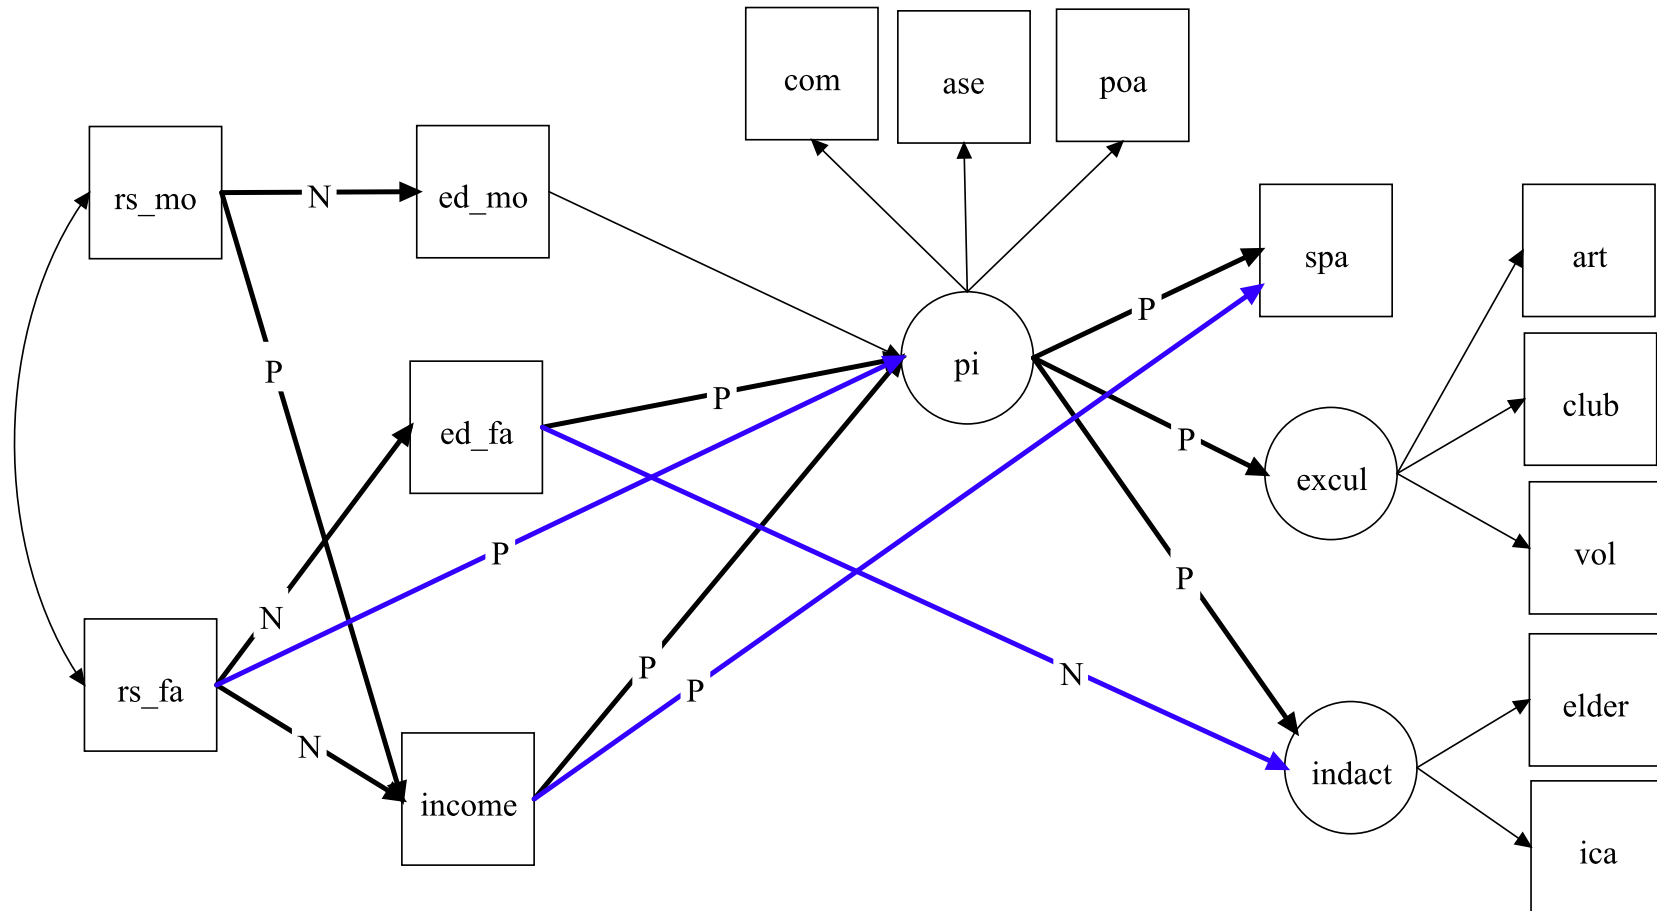 com
ase
poa
rs_mo
N
ed_mo
spa
art
P
P
pi
P
ed_fa
club
P
excul
P
vol
P
N
P
N
P
rs_fa
elder
N
indact
income
ica